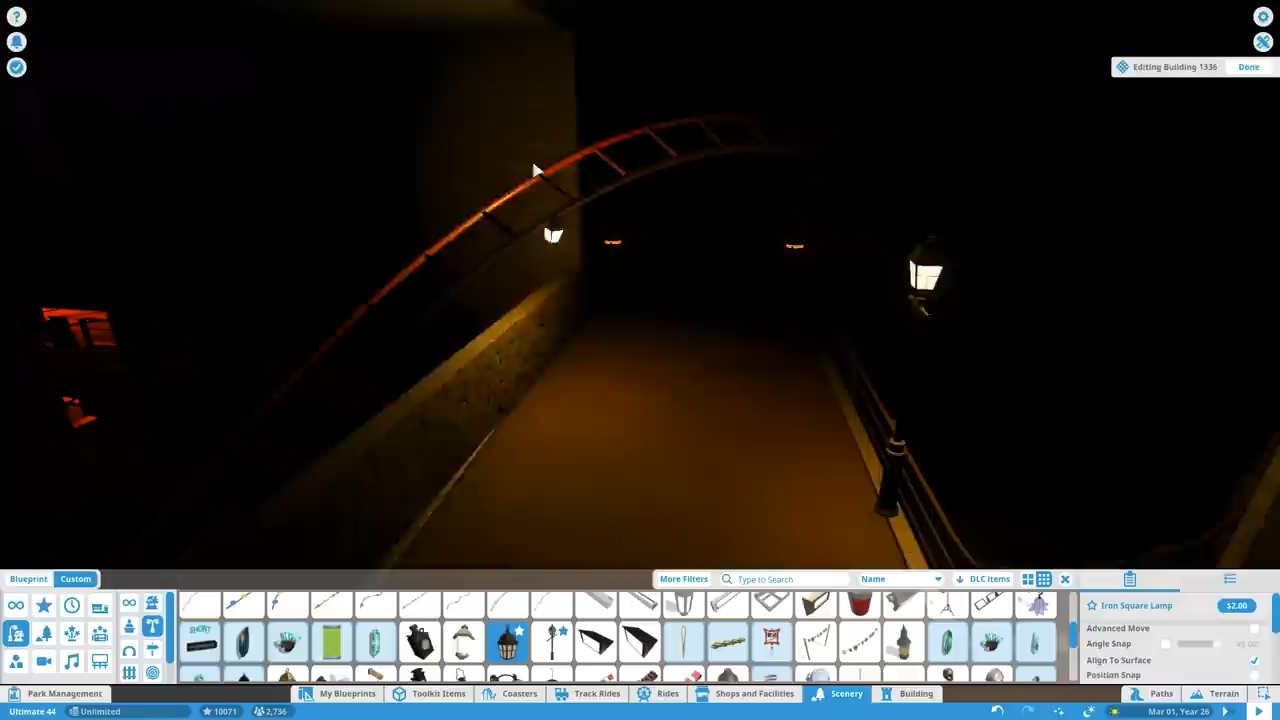 Editing Building 1336 Done
Blueprint Custom
More Filters Type to Search Name DLC items
Iron Square Lamp $2.00
SHORT
Advanced Move
Angle Snap
Align To Surface
Position Snap
Park Management My Blueprints Toolkit Items Coasters Track Rides Rides Shops and Facilities Scenery Building Paths Terrain
Ultimate 44 Unlimited 10071 2,736 Mar 01, Year 26